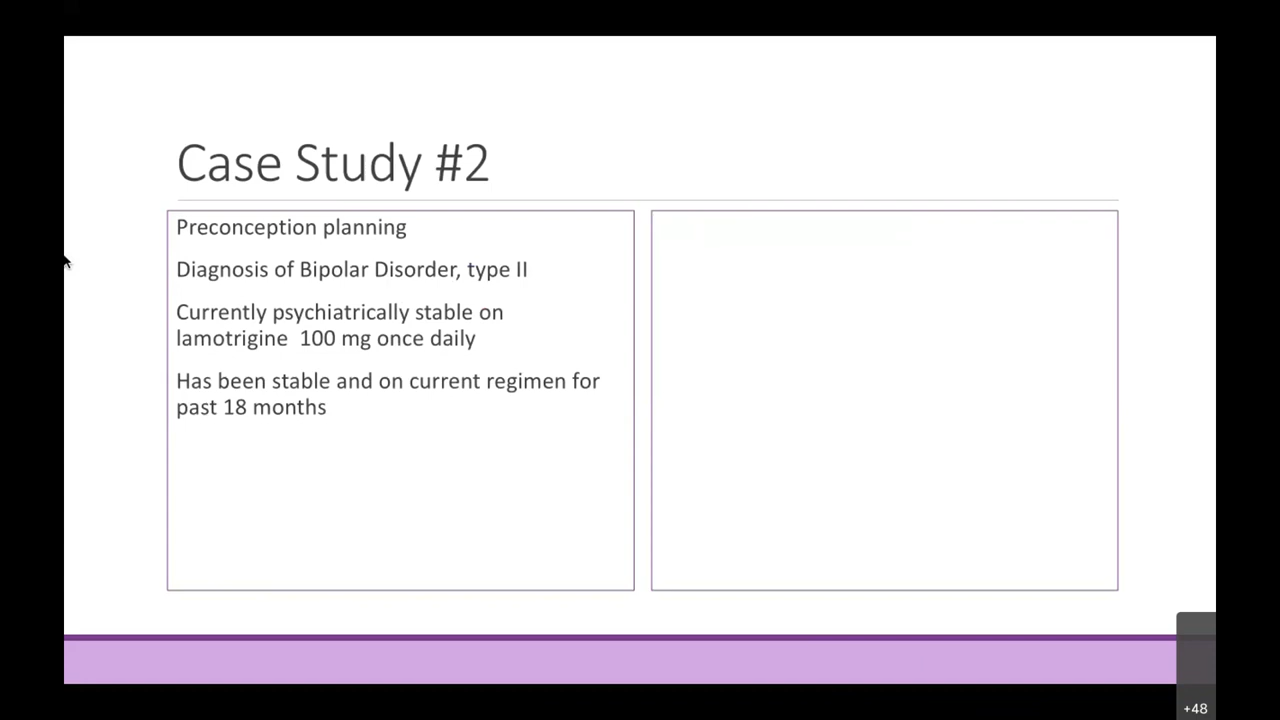 Case Study #2
Preconception planning
Diagnosis of Bipolar Disorder, type II
Currently psychiatrically stable on
lamotrigine  100 mg once daily
Has been stable and on current regimen for
past 18 months
+48